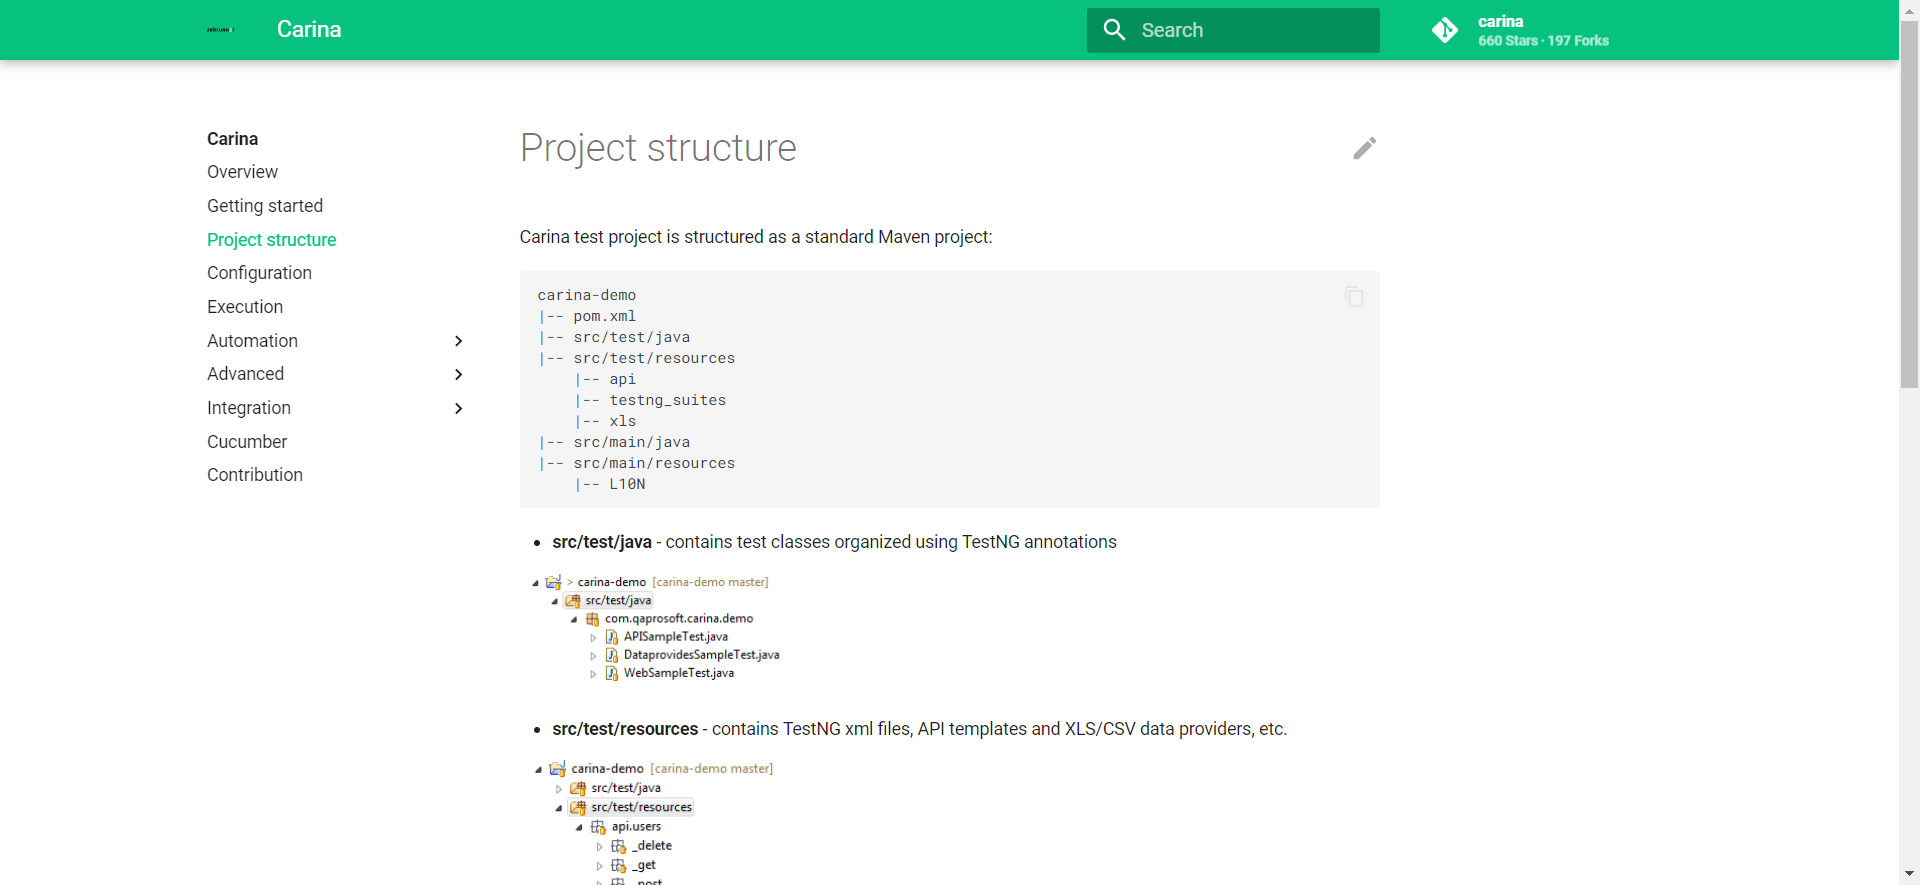 zebrunner
Carina
Search
carina
660 Stars · 197 Forks
Carina
Overview
Getting started
Project structure
Configuration
Execution
Automation
Advanced
Integration
Cucumber
Contribution
Project structure
Carina test project is structured as a standard Maven project:
carina-demo
|-- pom.xml
|-- src/test/java
|-- src/test/resources
    |-- api
    |-- testng_suites
    |-- xls
|-- src/main/java
|-- src/main/resources
    |-- L10N
• src/test/java - contains test classes organized using TestNG annotations
> carina-demo [carina-demo master]
src/test/java
com.qaprosoft.carina.demo
APISampleTest.java
DataprovidesSampleTest.java
WebSampleTest.java
• src/test/resources - contains TestNG xml files, API templates and XLS/CSV data providers, etc.
carina-demo [carina-demo master]
src/test/java
src/test/resources
api.users
_delete
_get
_post